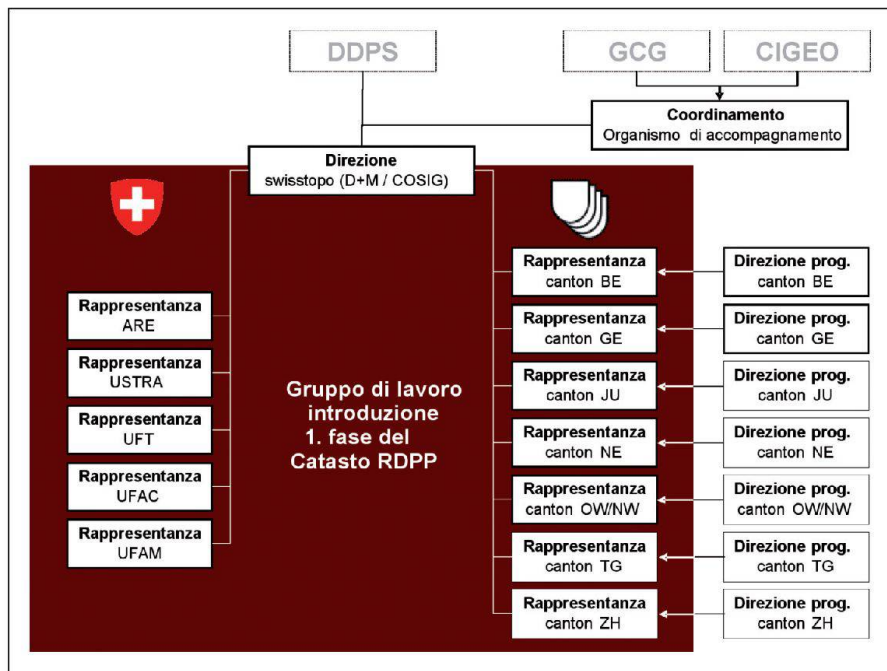 DDPS
GCG
CIGEO
Coordinamento
Organismo di accompagnamento
Direzione
swisstopo (D+M / COSIG)
Rappresentanza
ARE
Rappresentanza
USTRA
Rappresentanza
UFT
Rappresentanza
UFAC
Rappresentanza
UFAM
Gruppo di lavoro
introduzione
1. fase del
Catasto RDPP
Rappresentanza
canton BE
Direzione prog.
canton BE
Rappresentanza
canton GE
Direzione prog.
canton GE
Rappresentanza
canton JU
Direzione prog.
canton JU
Rappresentanza
canton NE
Direzione prog.
canton NE
Rappresentanza
canton OW/NW
Direzione prog.
canton OW/NW
Rappresentanza
canton TG
Direzione prog.
canton TG
Rappresentanza
canton ZH
Direzione prog.
canton ZH